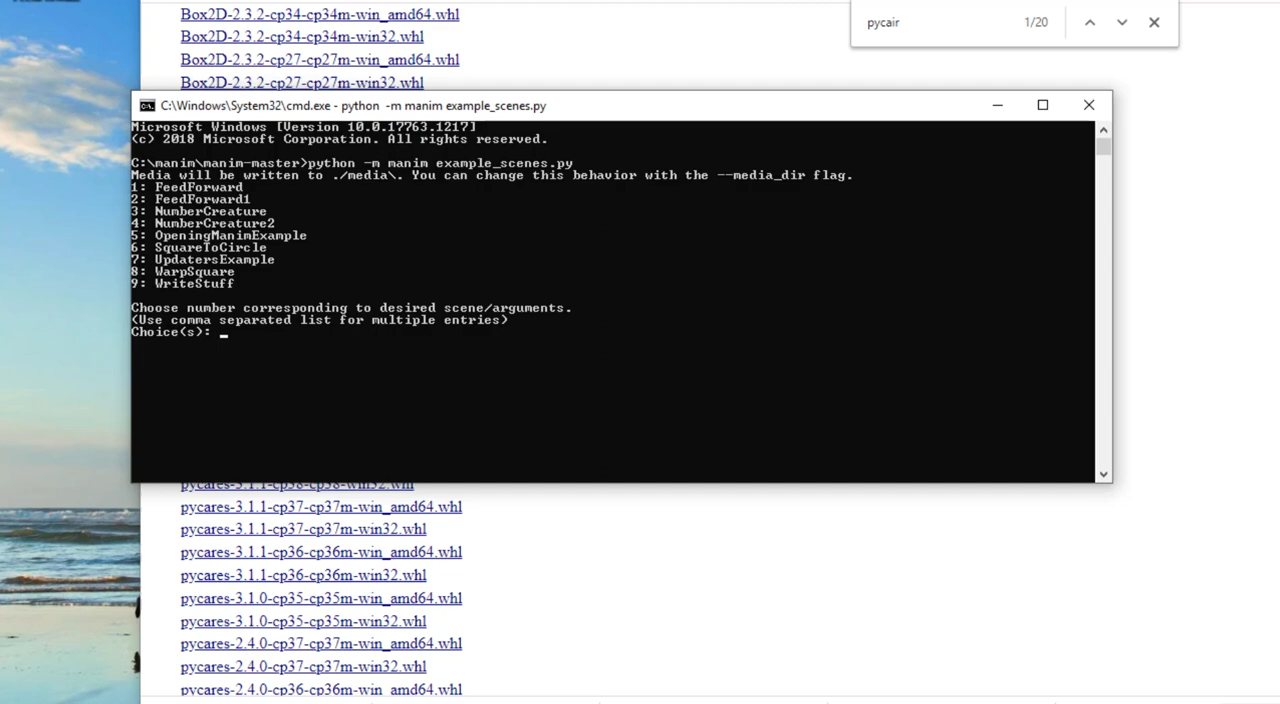 Box2D-2.3.2-cp34-cp34m-win_amd64.whl
Box2D-2.3.2-cp34-cp34m-win32.whl
Box2D-2.3.2-cp27-cp27m-win_amd64.whl
Box2D-2.3.2-cp27-cp27m-win32.whl
pycair 1/20
C:\Windows\System32\cmd.exe - python -m manim example_scenes.py
Microsoft Windows [Version 10.0.17763.1217]
(c) 2018 Microsoft Corporation. All rights reserved.
C:\manim\manim-master>python -m manim example_scenes.py
Media will be written to ./media\. You can change this behavior with the --media_dir flag.
1: FeedForward
2: FeedForward1
3: NumberCreature
4: NumberCreature2
5: OpeningManimExample
6: SquareToCircle
7: UpdatersExample
8: WarpSquare
9: WriteStuff
Choose number corresponding to desired scene/arguments.
(Use comma separated list for multiple entries)
Choice(s): _
pycares-3.1.1-cp38-cp38-win32.whl
pycares-3.1.1-cp37-cp37m-win_amd64.whl
pycares-3.1.1-cp37-cp37m-win32.whl
pycares-3.1.1-cp36-cp36m-win_amd64.whl
pycares-3.1.1-cp36-cp36m-win32.whl
pycares-3.1.0-cp35-cp35m-win_amd64.whl
pycares-3.1.0-cp35-cp35m-win32.whl
pycares-2.4.0-cp37-cp37m-win_amd64.whl
pycares-2.4.0-cp37-cp37m-win32.whl
pycares-2.4.0-cp36-cp36m-win_amd64.whl